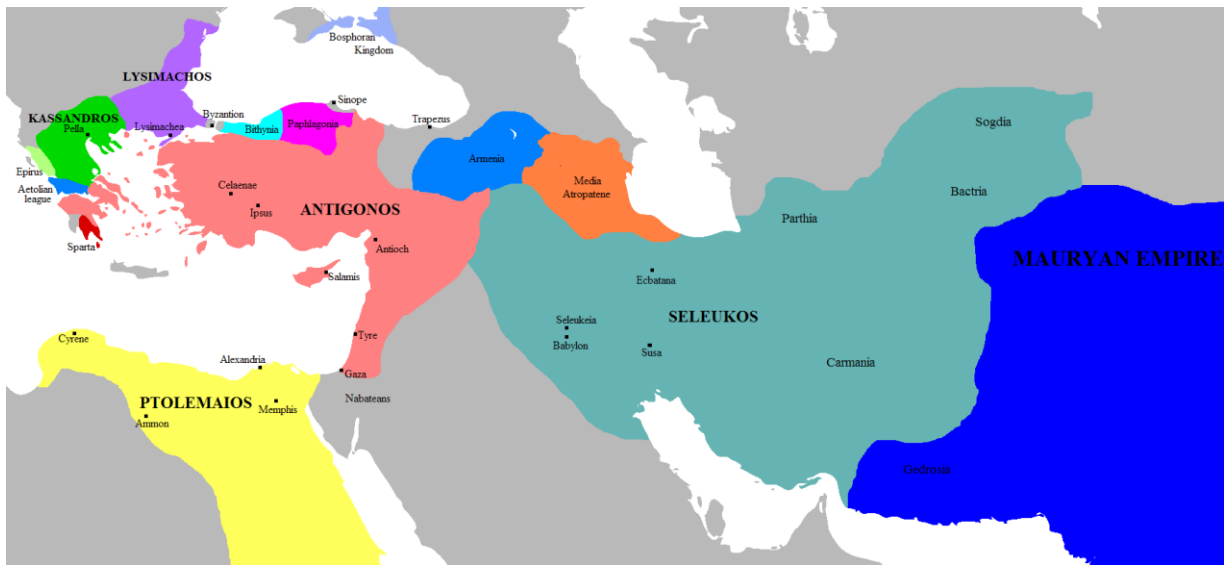 Bosphoran
Kingdom
LYSIMACHOS
Sinope
KASSANDROS
Byzantion
Trapezus
Pella
Lysimachea
Bithynia
Paphlagonia
Sogdia
Armenia
Epirus
Media
Atropatene
Aetolian
league
Celaenae
Bactria
Ipsus
ANTIGONOS
Parthia
Sparta
Antioch
MAURYAN EMPIRE
Salamis
Ecbatana
SELEUKOS
Seleukeia
Cyrene
Tyre
Babylon
Susa
Alexandria
Carmania
Gaza
PTOLEMAIOS
Nabateans
Memphis
Ammon
Gedrosia